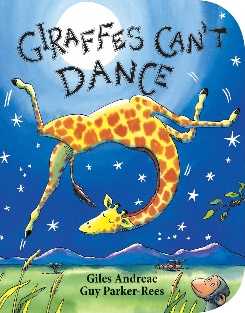 GIRAFFES CAN'T
DANCE
Giles Andreae
Guy Parker-Rees